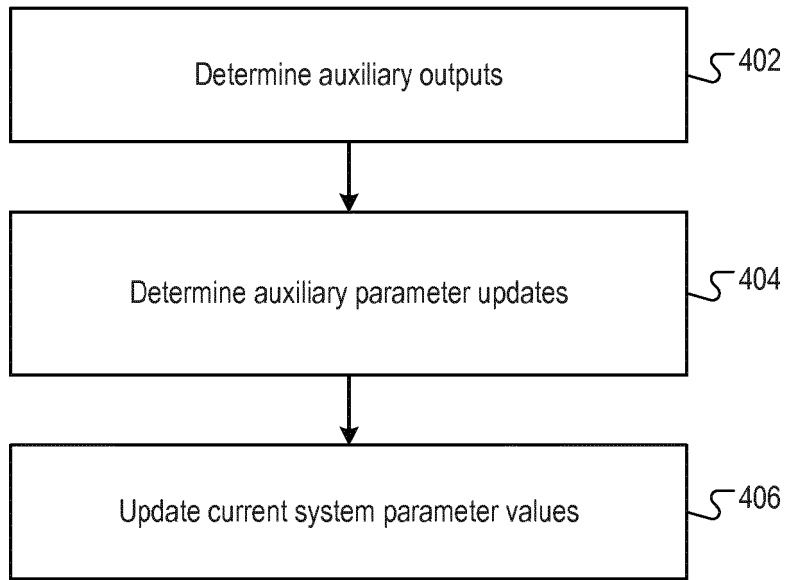 Determine auxiliary outputs
402
Determine auxiliary parameter updates
404
Update current system parameter values
406